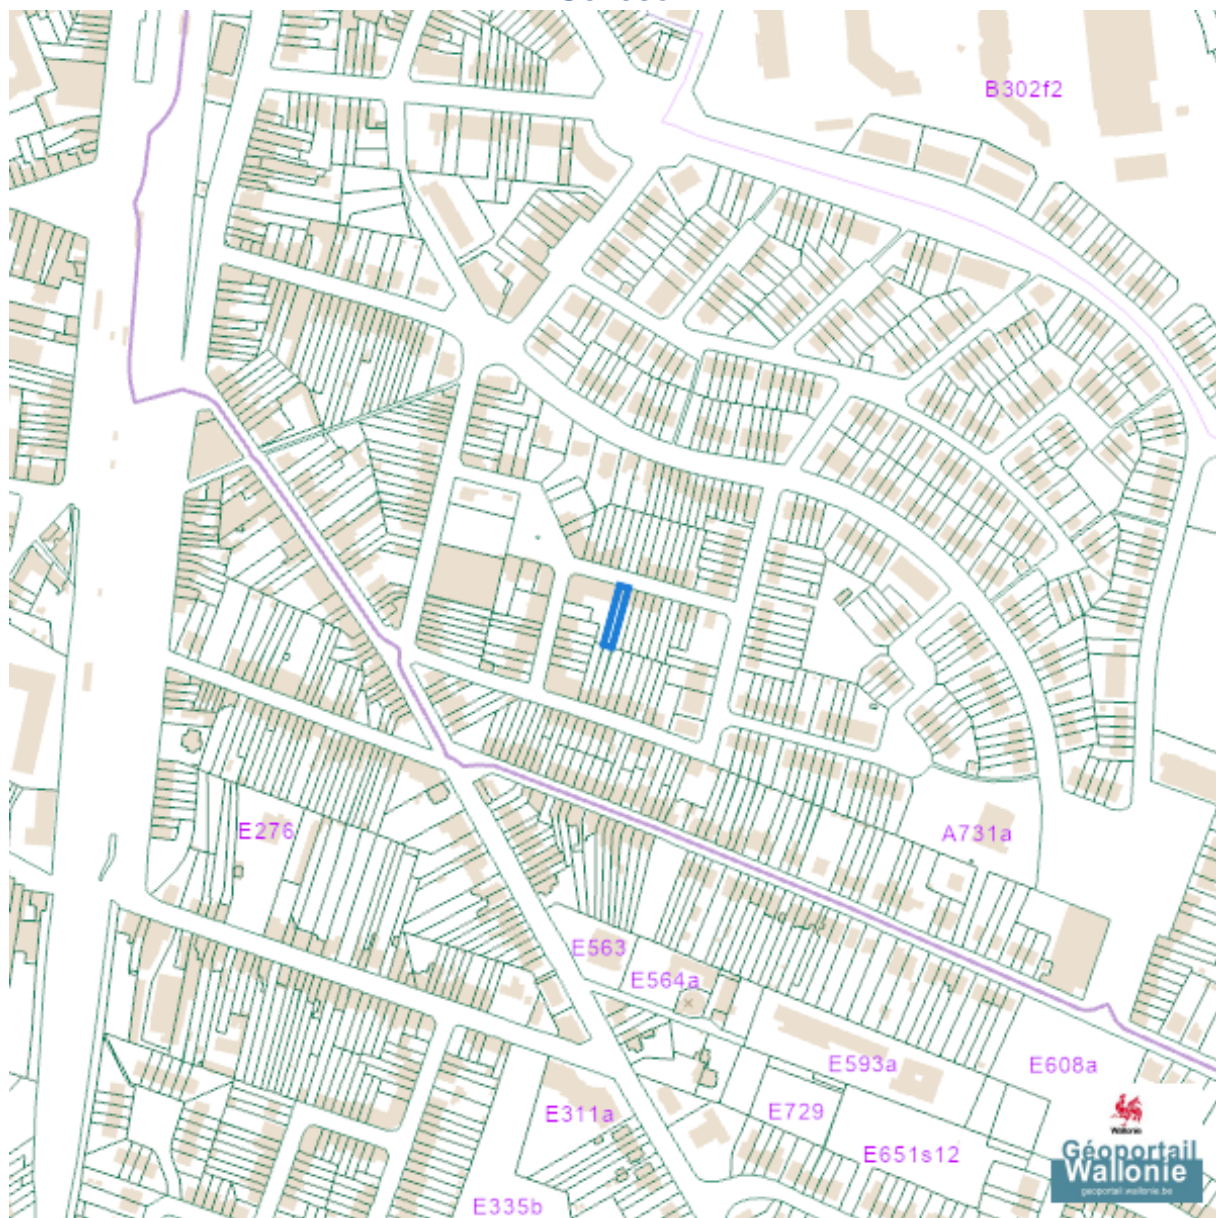 B302f2
E276
A731a
E563
E564a
E593a
E608a
E311a
E729
E651s12
E335b
Wallonie
Géoportail
Wallonie
geoportail.wallonie.be